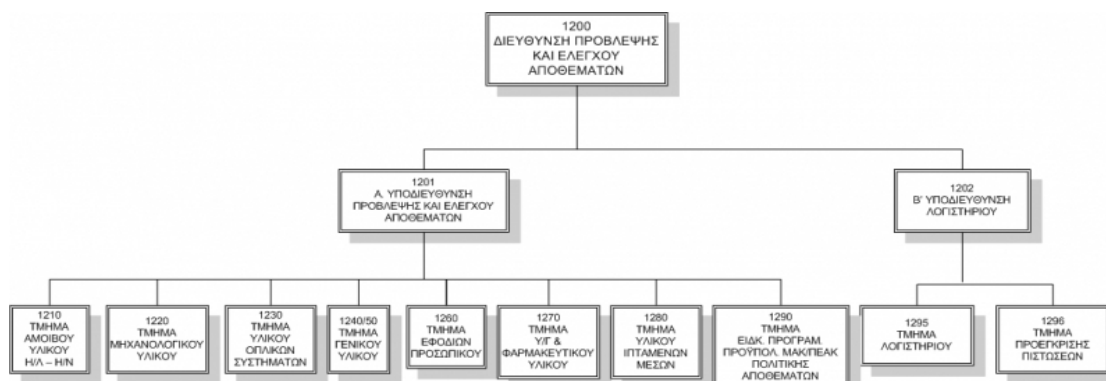 1200
ΔΙΕΥΘΥΝΣΗ ΠΡΟΒΛΕΨΗΣ
ΚΑΙ ΕΛΕΓΧΟΥ
ΑΠΟΘΕΜΑΤΩΝ
1201
Α. ΥΠΟΔΙΕΥΘΥΝΣΗ
ΠΡΟΒΛΕΨΗΣ ΚΑΙ ΕΛΕΓΧΟΥ
ΑΠΟΘΕΜΑΤΩΝ
1202
Β' ΥΠΟΔΙΕΥΘΥΝΣΗ
ΛΟΓΙΣΤΗΡΙΟΥ
1210
ΤΜΗΜΑ
ΑΜΟΙΒΟΥ
ΥΛΙΚΟΥ
Η/Λ – Η/Ν
1220
ΤΜΗΜΑ
ΜΗΧΑΝΟΛΟΓΙΚΟΥ
ΥΛΙΚΟΥ
1230
ΤΜΗΜΑ
ΥΛΙΚΟΥ
ΟΠΛΙΚΩΝ
ΣΥΣΤΗΜΑΤΩΝ
1240/50
ΤΜΗΜΑ
ΓΕΝΙΚΟΥ
ΥΛΙΚΟΥ
1260
ΤΜΗΜΑ
ΕΦΟΔΙΩΝ
ΠΡΟΣΩΠΙΚΟΥ
1270
ΤΜΗΜΑ
Υ/Γ &
ΦΑΡΜΑΚΕΥΤΙΚΟΥ
ΥΛΙΚΟΥ
1280
ΤΜΗΜΑ
ΥΛΙΚΟΥ
ΙΠΤΑΜΕΝΩΝ
ΜΕΣΩΝ
1290
ΤΜΗΜΑ
ΕΙΔΚ. ΠΡΟΓΡΑΜ.
ΠΡΟΫΠΟΛ. ΜΑΚ/ΠΕΑΚ
ΠΟΛΙΤΙΚΗΣ
ΑΠΟΘΕΜΑΤΩΝ
1295
ΤΜΗΜΑ
ΛΟΓΙΣΤΗΡΙΟΥ
1296
ΤΜΗΜΑ
ΠΡΟΕΓΚΡΙΣΗΣ
ΠΙΣΤΩΣΕΩΝ